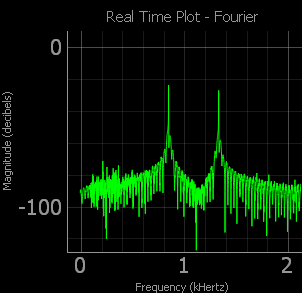 Real Time Plot - Fourier
Magnitude (decibels)
0
-100
0 1 2
Frequency (kHertz)